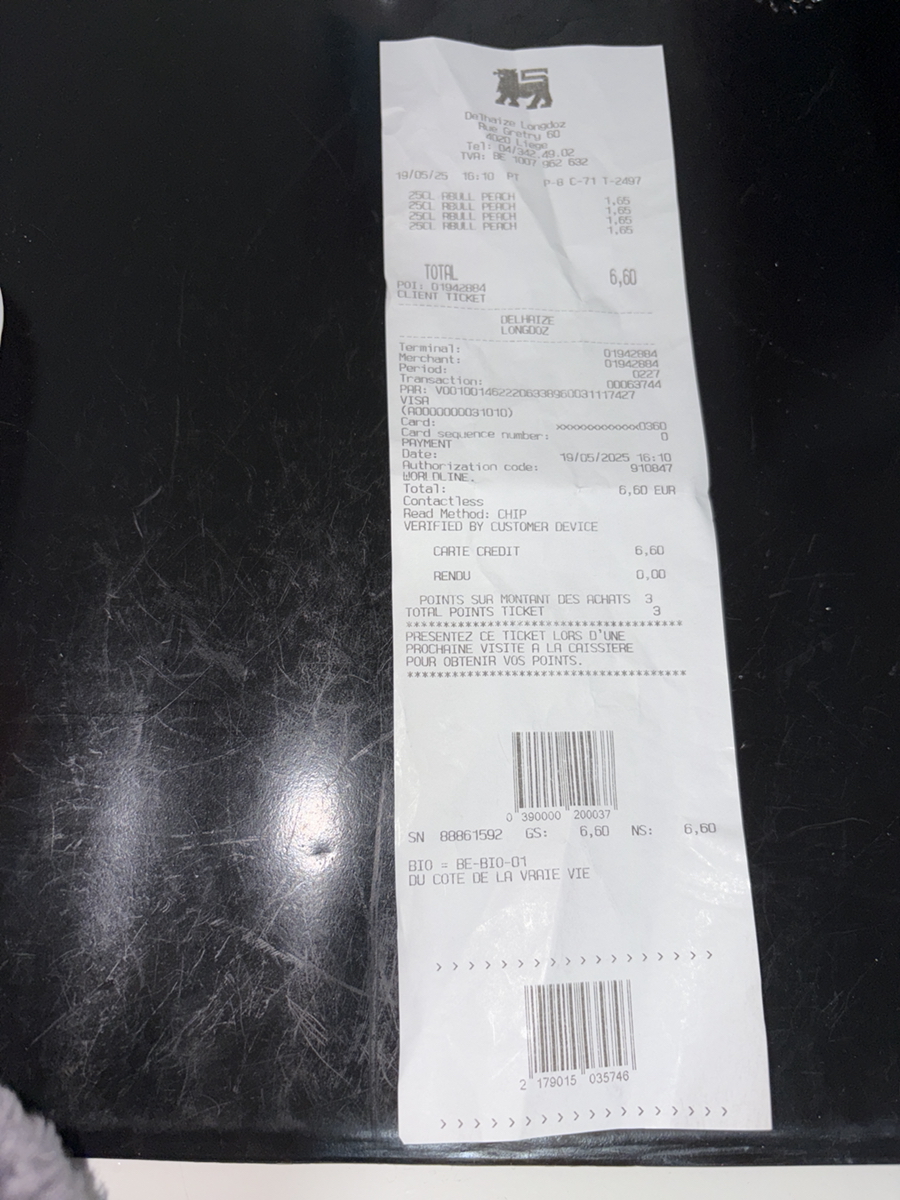 Delhaize Longdoz
Rue Gretry 60
4020 Liege
Tel: 04/342.49.02
TVA: BE 1007 962 632
19/05/25 16:10 PT P-6 C-71 T-2497
25CL RBULL PEACH 1,65
25CL RBULL PEACH 1,65
25CL RBULL PEACH 1,65
25CL RBULL PEACH 1,65
TOTAL 6,60
POI: 01942884
CLIENT TICKET
DELHAIZE
LONGDOZ
Terminal: 01942884
Merchant: 01942884
Period: 0227
Transaction: 00063744
PAR: V0010014622206338960031117427
VISA
(A0000000031010)
Card: xxxxxxxxxxxx0360
Card sequence number: 0
PAYMENT
Date: 19/05/2025 16:10
Authorization code: 910847
WORLDLINE.
Total: 6,60 EUR
Contactless
Read Method: CHIP
VERIFIED BY CUSTOMER DEVICE
CARTE CREDIT 6,60
RENDU 0,00
POINTS SUR MONTANT DES ACHATS 3
TOTAL POINTS TICKET 3
****************************************
PRESENTEZ CE TICKET LORS D'UNE
PROCHAINE VISITE A LA CAISSIERE
POUR OBTENIR VOS POINTS.
****************************************
0 390000 200037
SN 88861592 GS: 6,60 NS: 6,60
BIO = BE-BIO-01
DU COTE DE LA VRAIE VIE
> > > > > > > > > > > > > > > > > >
2 179015 035746
> > > > > > > > > > > > > > > > > >